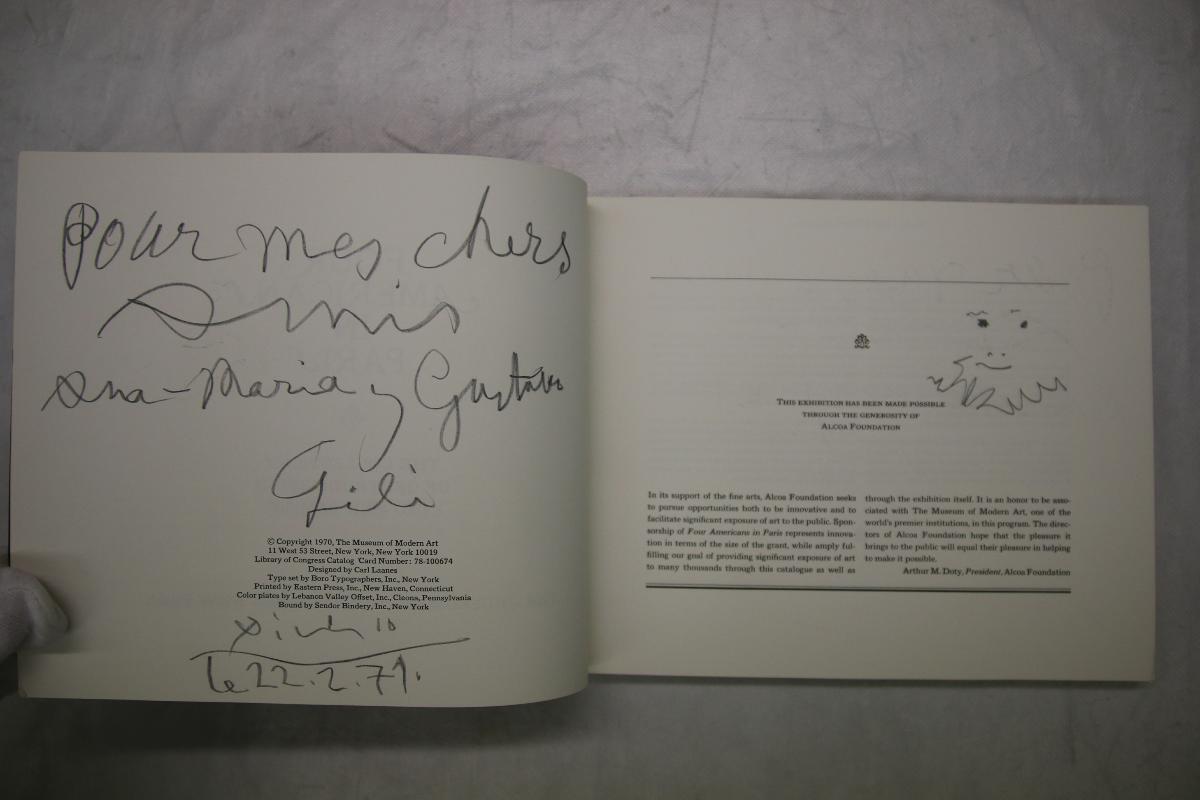 Pour mes chers
Amis
Ana-Maria y Gustavo
Gili
© Copyright 1970, The Museum of Modern Art
11 West 53 Street, New York, New York 10019
Library of Congress Catalog Card Number: 78-100674
Designed by Carl Laanes
Type set by Boro Typographers, Inc., New York
Printed by Eastern Press, Inc., New Haven, Connecticut
Color plates by Lebanon Valley Offset, Inc., Cleona, Pennsylvania
Bound by Sendor Bindery, Inc., New York
le 22.2.71.
THIS EXHIBITION HAS BEEN MADE POSSIBLE
THROUGH THE GENEROSITY OF
ALCOA FOUNDATION
In its support of the fine arts, Alcoa Foundation seeks
to pursue opportunities both to be innovative and to
facilitate significant exposure of art to the public. Spon-
sorship of Four Americans in Paris represents innova-
tion in terms of the size of the grant, while amply ful-
filling our goal of providing significant exposure of art
to many thousands through this catalogue as well as
through the exhibition itself. It is an honor to be asso-
ciated with The Museum of Modern Art, one of the
world's premier institutions, in this program. The direc-
tors of Alcoa Foundation hope that the pleasure it
brings to the public will equal their pleasure in helping
to make it possible.
Arthur M. Doty, President, Alcoa Foundation